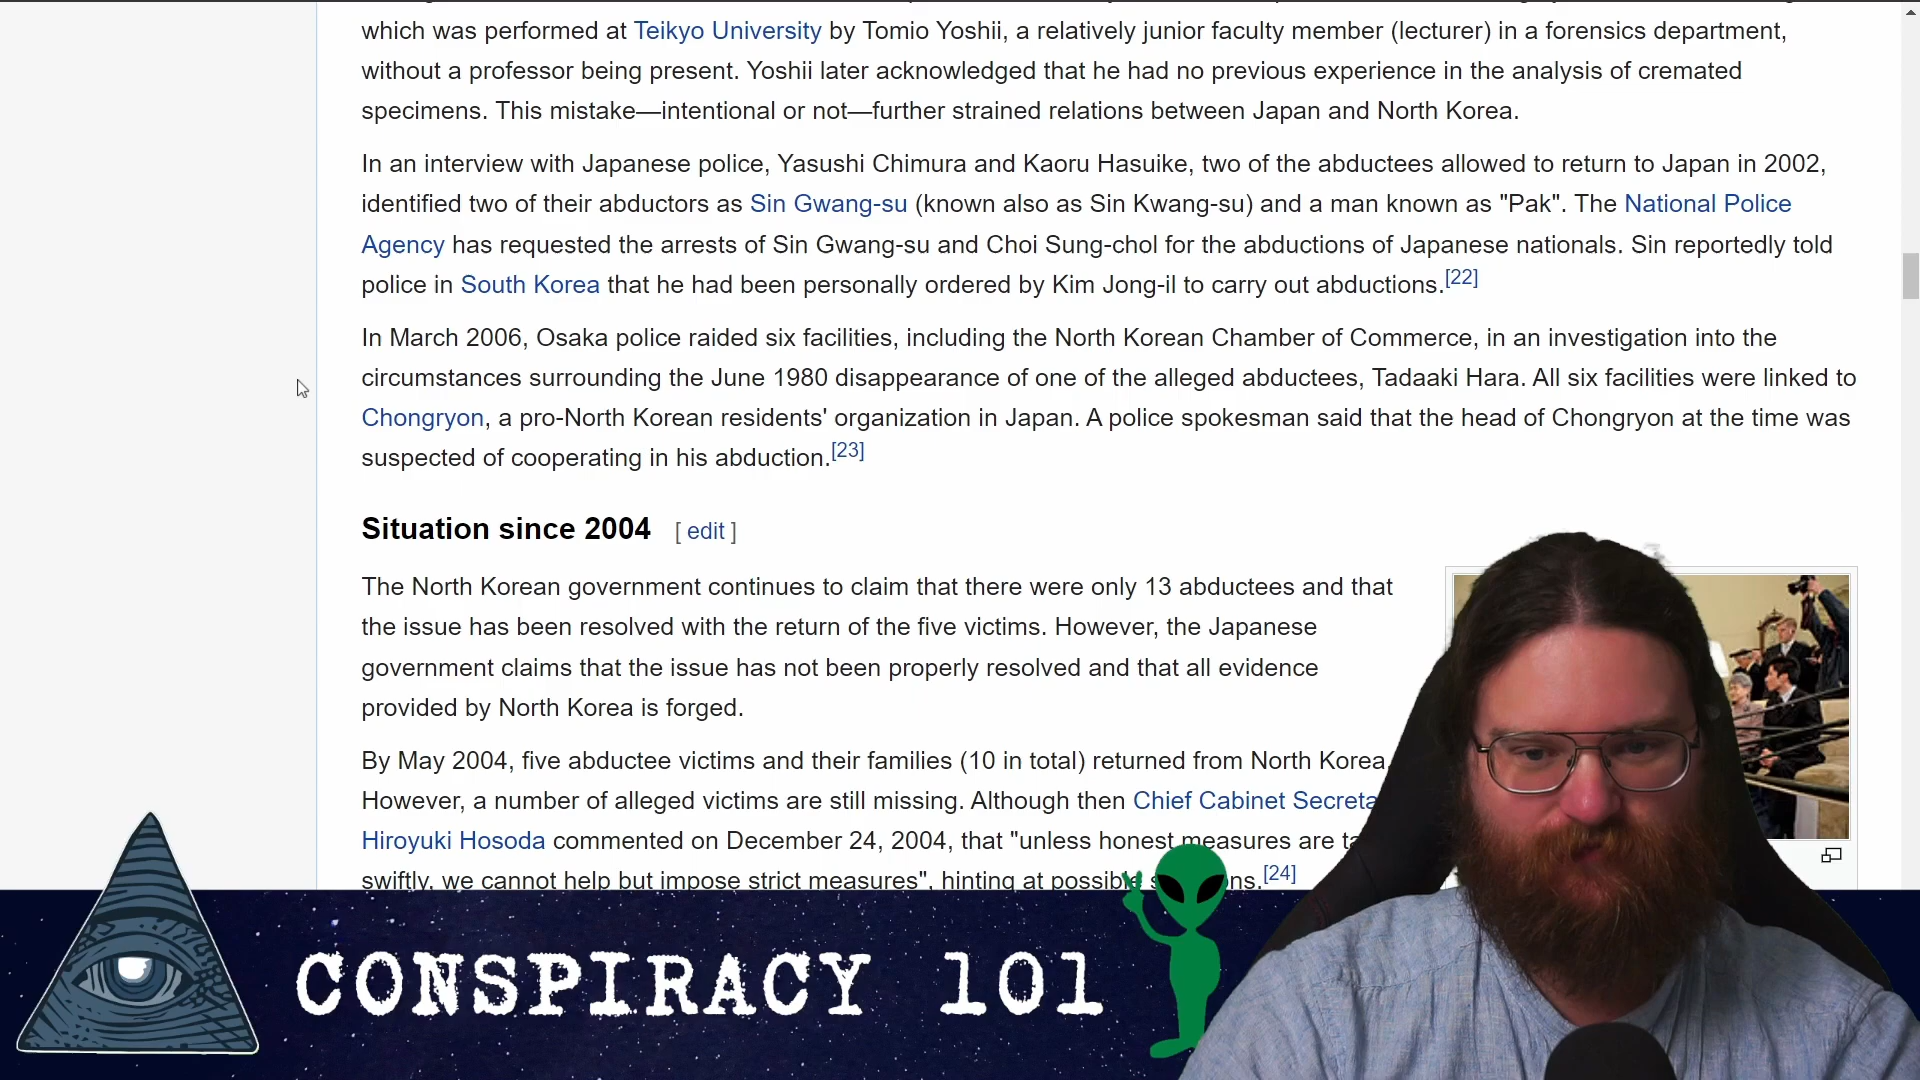 which was performed at Teikyo University by Tomio Yoshii, a relatively junior faculty member (lecturer) in a forensics department,
without a professor being present. Yoshii later acknowledged that he had no previous experience in the analysis of cremated
specimens. This mistake—intentional or not—further strained relations between Japan and North Korea.
In an interview with Japanese police, Yasushi Chimura and Kaoru Hasuike, two of the abductees allowed to return to Japan in 2002,
identified two of their abductors as Sin Gwang-su (known also as Sin Kwang-su) and a man known as "Pak". The National Police
Agency has requested the arrests of Sin Gwang-su and Choi Sung-chol for the abductions of Japanese nationals. Sin reportedly told
police in South Korea that he had been personally ordered by Kim Jong-il to carry out abductions.[22]
In March 2006, Osaka police raided six facilities, including the North Korean Chamber of Commerce, in an investigation into the
circumstances surrounding the June 1980 disappearance of one of the alleged abductees, Tadaaki Hara. All six facilities were linked to
Chongryon, a pro-North Korean residents' organization in Japan. A police spokesman said that the head of Chongryon at the time was
suspected of cooperating in his abduction.[23]
Situation since 2004 [ edit ]
The North Korean government continues to claim that there were only 13 abductees and that
the issue has been resolved with the return of the five victims. However, the Japanese
government claims that the issue has not been properly resolved and that all evidence
provided by North Korea is forged.
By May 2004, five abductee victims and their families (10 in total) returned from North Korea.
However, a number of alleged victims are still missing. Although then Chief Cabinet
Hiroyuki Hosoda commented on December 24, 2004, that "unless honest measures are
swiftly, we cannot help but impose strict measures", hinting at possible [24]
CONSPIRACY 101